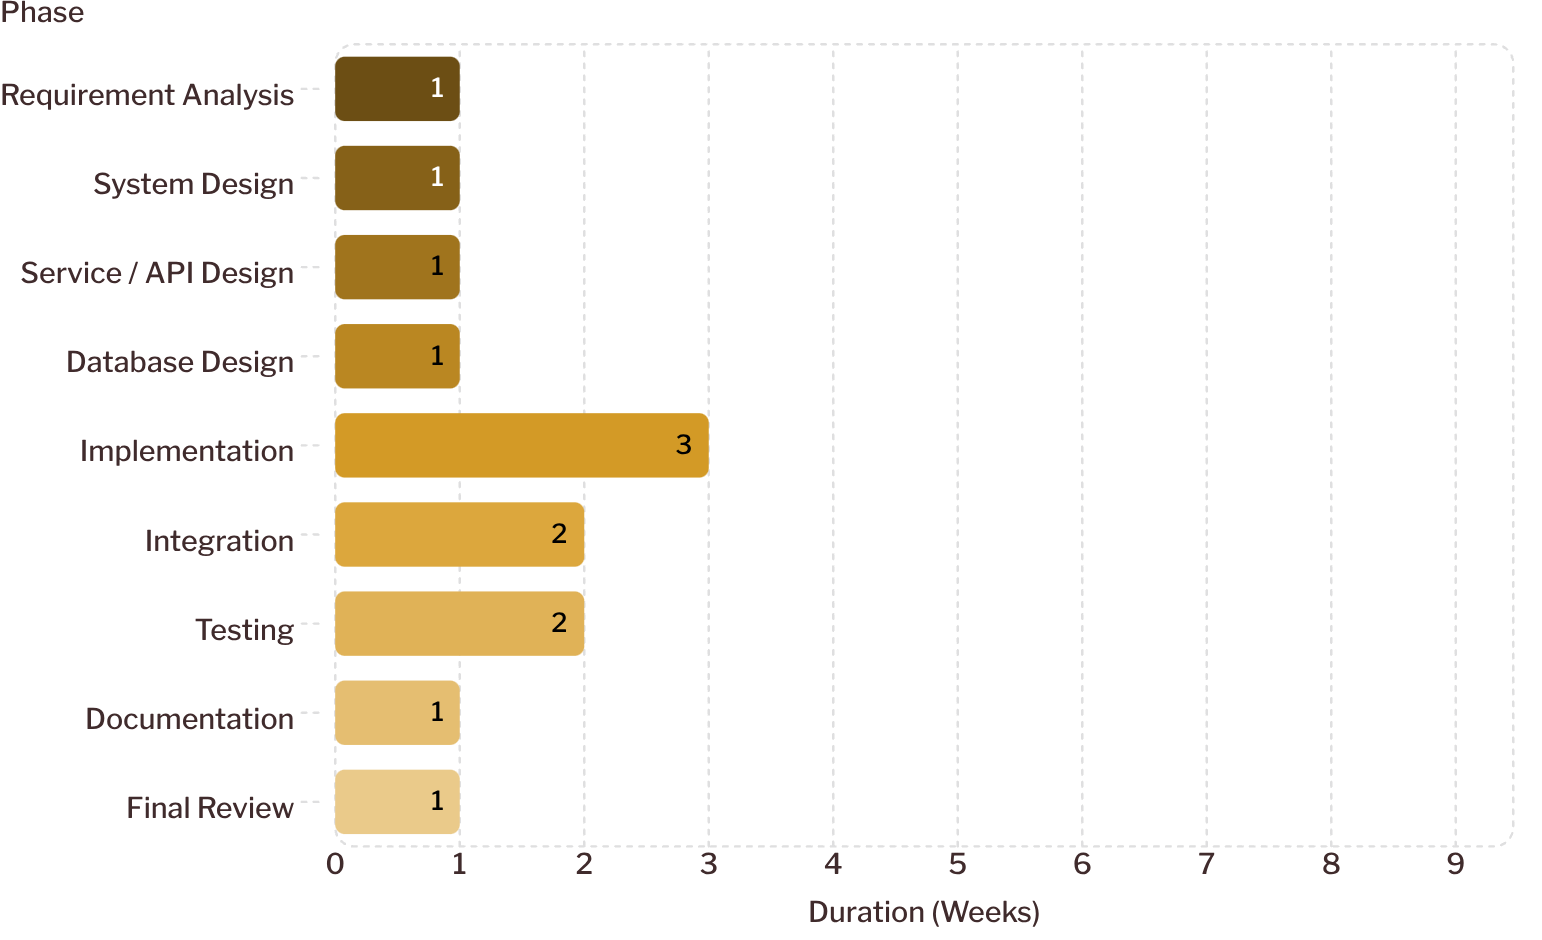 Phase
Requirement Analysis 1
System Design 1
Service / API Design 1
Database Design 1
Implementation 3
Integration 2
Testing 2
Documentation 1
Final Review 1
0 1 2 3 4 5 6 7 8 9
Duration (Weeks)